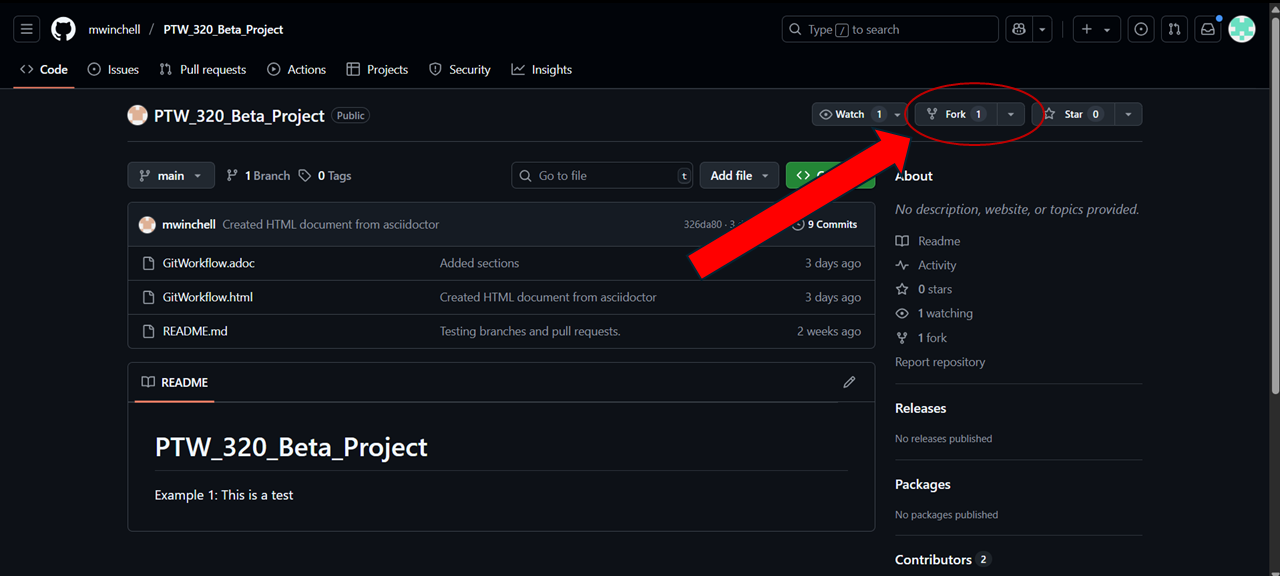 mwinchell / PTW_320_Beta_Project
Type / to search
Code Issues Pull requests Actions Projects Security Insights
PTW_320_Beta_Project Public
Watch 1 Fork 1 Star 0
main 1 Branch 0 Tags Go to file t Add file
mwinchell Created HTML document from asciidoctor 326da80 · 3 9 Commits
GitWorkflow.adoc Added sections 3 days ago
GitWorkflow.html Created HTML document from asciidoctor 3 days ago
README.md Testing branches and pull requests. 2 weeks ago
README
PTW_320_Beta_Project
Example 1: This is a test
About
No description, website, or topics provided.
Readme
Activity
0 stars
1 watching
1 fork
Report repository
Releases
No releases published
Packages
No packages published
Contributors 2